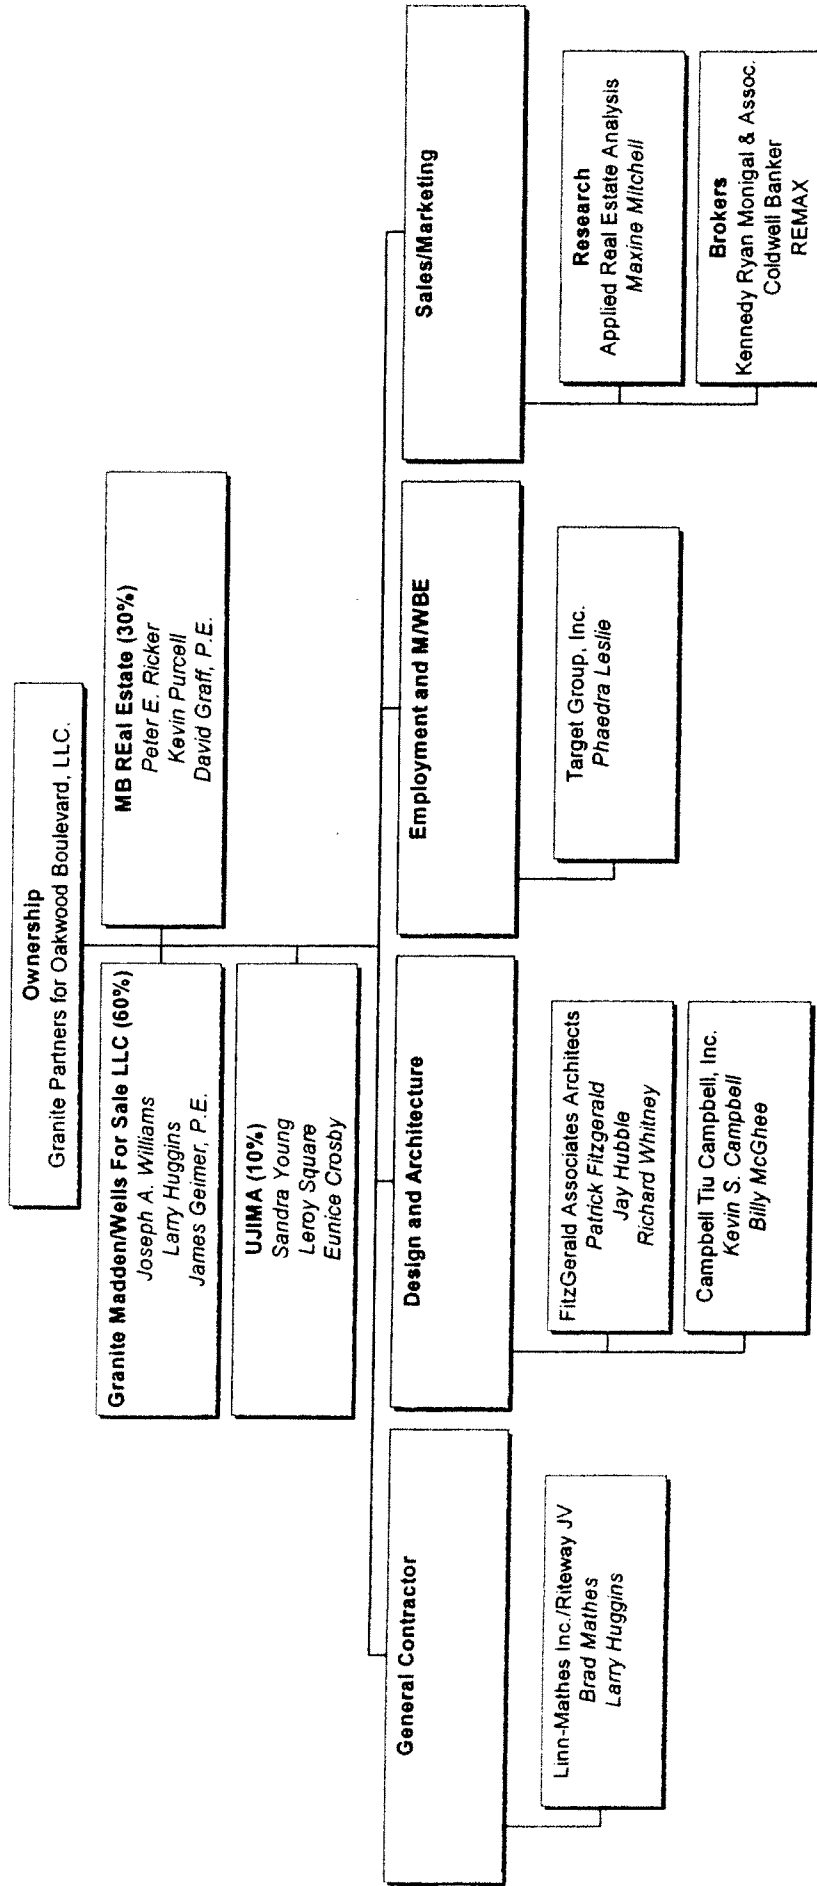 Ownership
Granite Partners for Oakwood Boulevard, LLC.
Granite Madden/Wells For Sale LLC (60%)
Joseph A. Williams
Larry Huggins
James Geimer, P.E.
MB REal Estate (30%)
Peter E. Ricker
Kevin Purcell
David Graff, P.E.
UJIMA (10%)
Sandra Young
Leroy Square
Eunice Crosby
General Contractor
Linn-Mathes Inc./Riteway JV
Brad Mathes
Larry Huggins
Design and Architecture
FitzGerald Associates Architects
Patrick Fitzgerald
Jay Hubble
Richard Whitney
Campbell Tiu Campbell, Inc.
Kevin S. Campbell
Billy McGhee
Employment and M/WBE
Target Group, Inc.
Phaedra Leslie
Sales/Marketing
Research
Applied Real Estate Analysis
Maxine Mitchell
Brokers
Kennedy Ryan Monigal & Assoc.
Coldwell Banker
REMAX